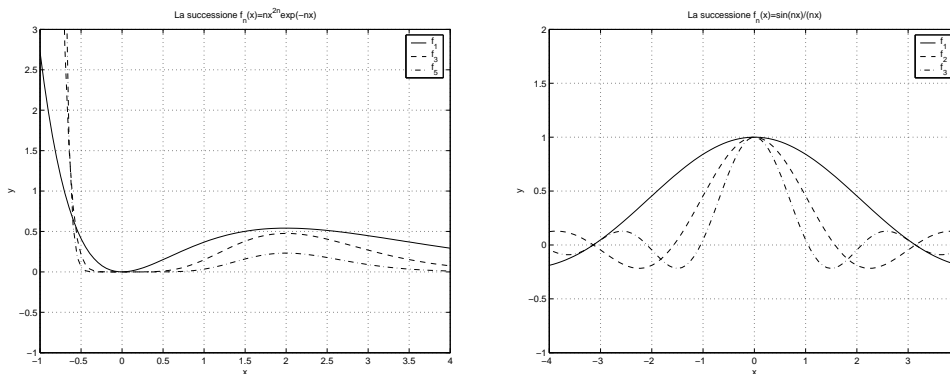 La successione f_n(x)=nx^{2n}exp(−nx)
3
2.5
2
1.5
1
0.5
0
−0.5
−1
y
−1 −0.5 0 0.5 1 1.5 2 2.5 3 3.5 4
x
f_1
f_3
f_5
La successione f_n(x)=sin(nx)/(nx)
2
1.5
1
0.5
0
−0.5
−1
y
−4 −3 −2 −1 0 1 2 3
x
f_1
f_2
f_3